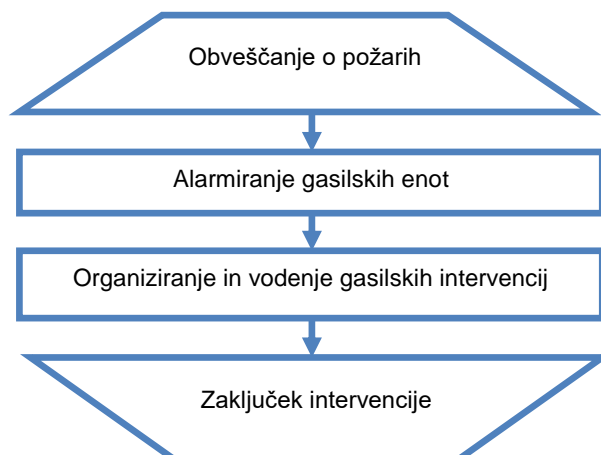 Obveščanje o požarih
Alarmiranje gasilskih enot
Organiziranje in vodenje gasilskih intervencij
Zaključek intervencije